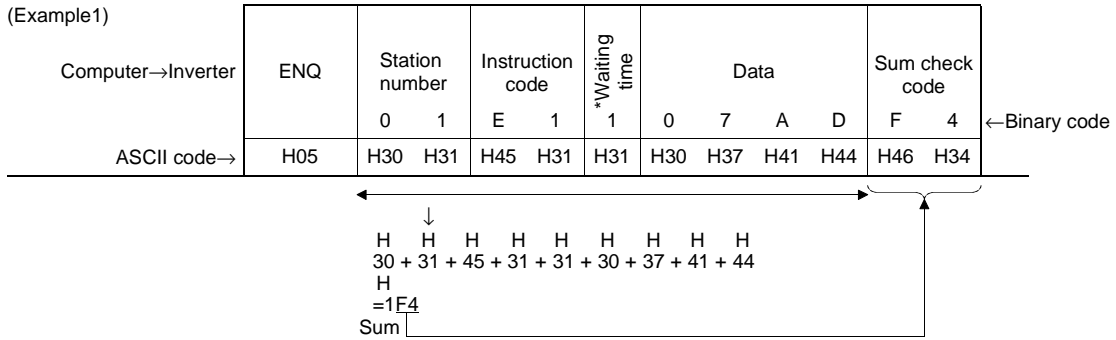 (Example1)
Computer→Inverter ENQ Station number Instruction code *Waiting time Data Sum check code
0 1 E 1 1 0 7 A D F 4 ←Binary code
ASCII code→ H05 H30 H31 H45 H31 H31 H30 H37 H41 H44 H46 H34
↓
H H H H H H H H H
30 + 31 + 45 + 31 + 31 + 30 + 37 + 41 + 44
H
=1F4
Sum